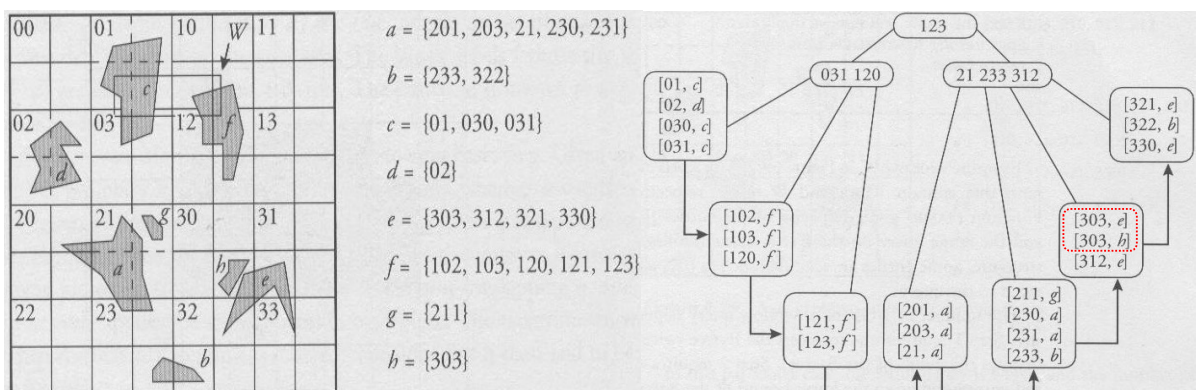 00 01 10 W 11
c
02 03 12 f 13
d
20 21 g 30 31
a h e
22 23 32 33
b
a = {201, 203, 21, 230, 231}
b = {233, 322}
c = {01, 030, 031}
d = {02}
e = {303, 312, 321, 330}
f = {102, 103, 120, 121, 123}
g = {211}
h = {303}
123
031 120
21 233 312
[01, c]
[02, d]
[030, c]
[031, c]
[321, e]
[322, b]
[330, e]
[102, f]
[103, f]
[120, f]
[303, e]
[303, h]
[312, e]
[121, f]
[123, f]
[201, a]
[203, a]
[21, a]
[211, g]
[230, a]
[231, a]
[233, b]